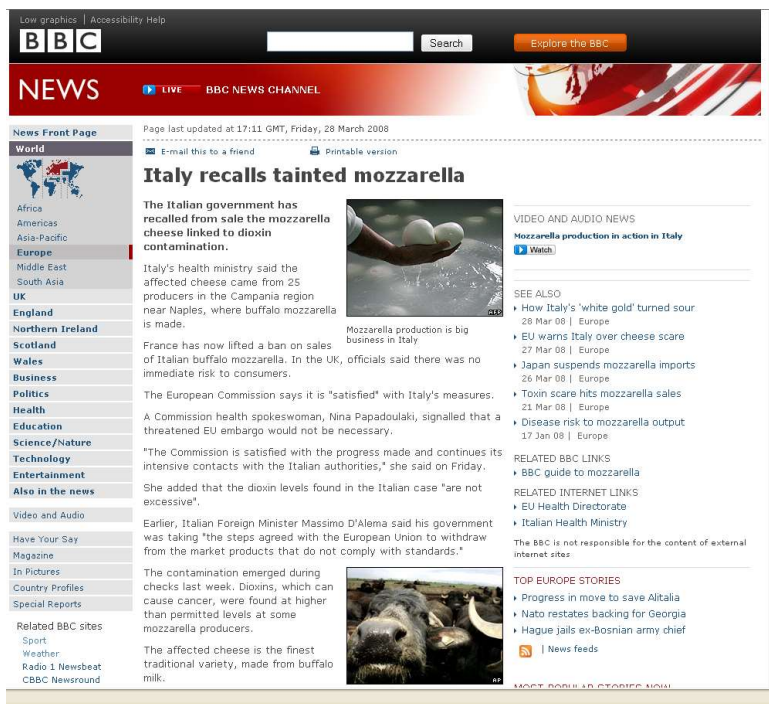 Low graphics | Accessibility Help
BBC
Search
Explore the BBC
NEWS
LIVE BBC NEWS CHANNEL
News Front Page
World
Africa
Americas
Asia-Pacific
Europe
Middle East
South Asia
UK
England
Northern Ireland
Scotland
Wales
Business
Politics
Health
Education
Science/Nature
Technology
Entertainment
Also in the news
Video and Audio
Have Your Say
Magazine
In Pictures
Country Profiles
Special Reports
Related BBC sites
Sport
Weather
Radio 1 Newsbeat
CBBC Newsround
Page last updated at 17:11 GMT, Friday, 28 March 2008
E-mail this to a friend
Printable version
Italy recalls tainted mozzarella
The Italian government has
recalled from sale the mozzarella
cheese linked to dioxin
contamination.
AFP
Mozzarella production is big
business in Italy
Italy's health ministry said the
affected cheese came from 25
producers in the Campania region
near Naples, where buffalo mozzarella
is made.
France has now lifted a ban on sales
of Italian buffalo mozzarella. In the UK, officials said there was no
immediate risk to consumers.
The European Commission says it is "satisfied" with Italy's measures.
A Commission health spokeswoman, Nina Papadoulaki, signalled that a
threatened EU embargo would not be necessary.
"The Commission is satisfied with the progress made and continues its
intensive contacts with the Italian authorities," she said on Friday.
She added that the dioxin levels found in the Italian case "are not
excessive".
Earlier, Italian Foreign Minister Massimo D'Alema said his government
was taking "the steps agreed with the European Union to withdraw
from the market products that do not comply with standards."
The contamination emerged during
checks last week. Dioxins, which can
cause cancer, were found at higher
than permitted levels at some
mozzarella producers.
The affected cheese is the finest
traditional variety, made from buffalo
milk.
AP
VIDEO AND AUDIO NEWS
Mozzarella production in action in Italy
Watch
SEE ALSO
How Italy's 'white gold' turned sour
28 Mar 08 | Europe
EU warns Italy over cheese scare
27 Mar 08 | Europe
Japan suspends mozzarella imports
26 Mar 08 | Europe
Toxin scare hits mozzarella sales
21 Mar 08 | Europe
Disease risk to mozzarella output
17 Jan 08 | Europe
RELATED BBC LINKS
BBC guide to mozzarella
RELATED INTERNET LINKS
EU Health Directorate
Italian Health Ministry
The BBC is not responsible for the content of external
internet sites
TOP EUROPE STORIES
Progress in move to save Alitalia
Nato restates backing for Georgia
Hague jails ex-Bosnian army chief
| News feeds
MOST POPULAR STORIES NOW